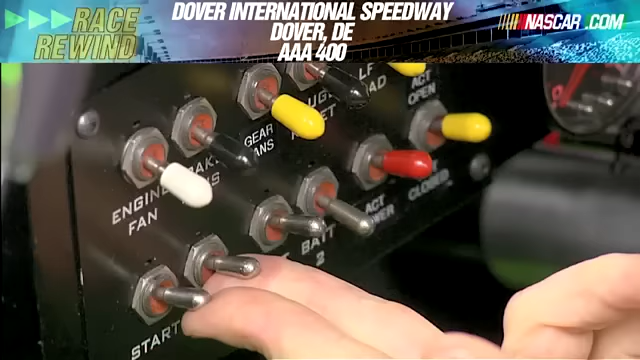 RACE
REWIND
DOVER INTERNATIONAL SPEEDWAY
DOVER, DE
AAA 400
NASCAR.COM
GEAR
ACT
OPEN
ENGINE
FAN
ACT
BATT
2
CLOSED
START